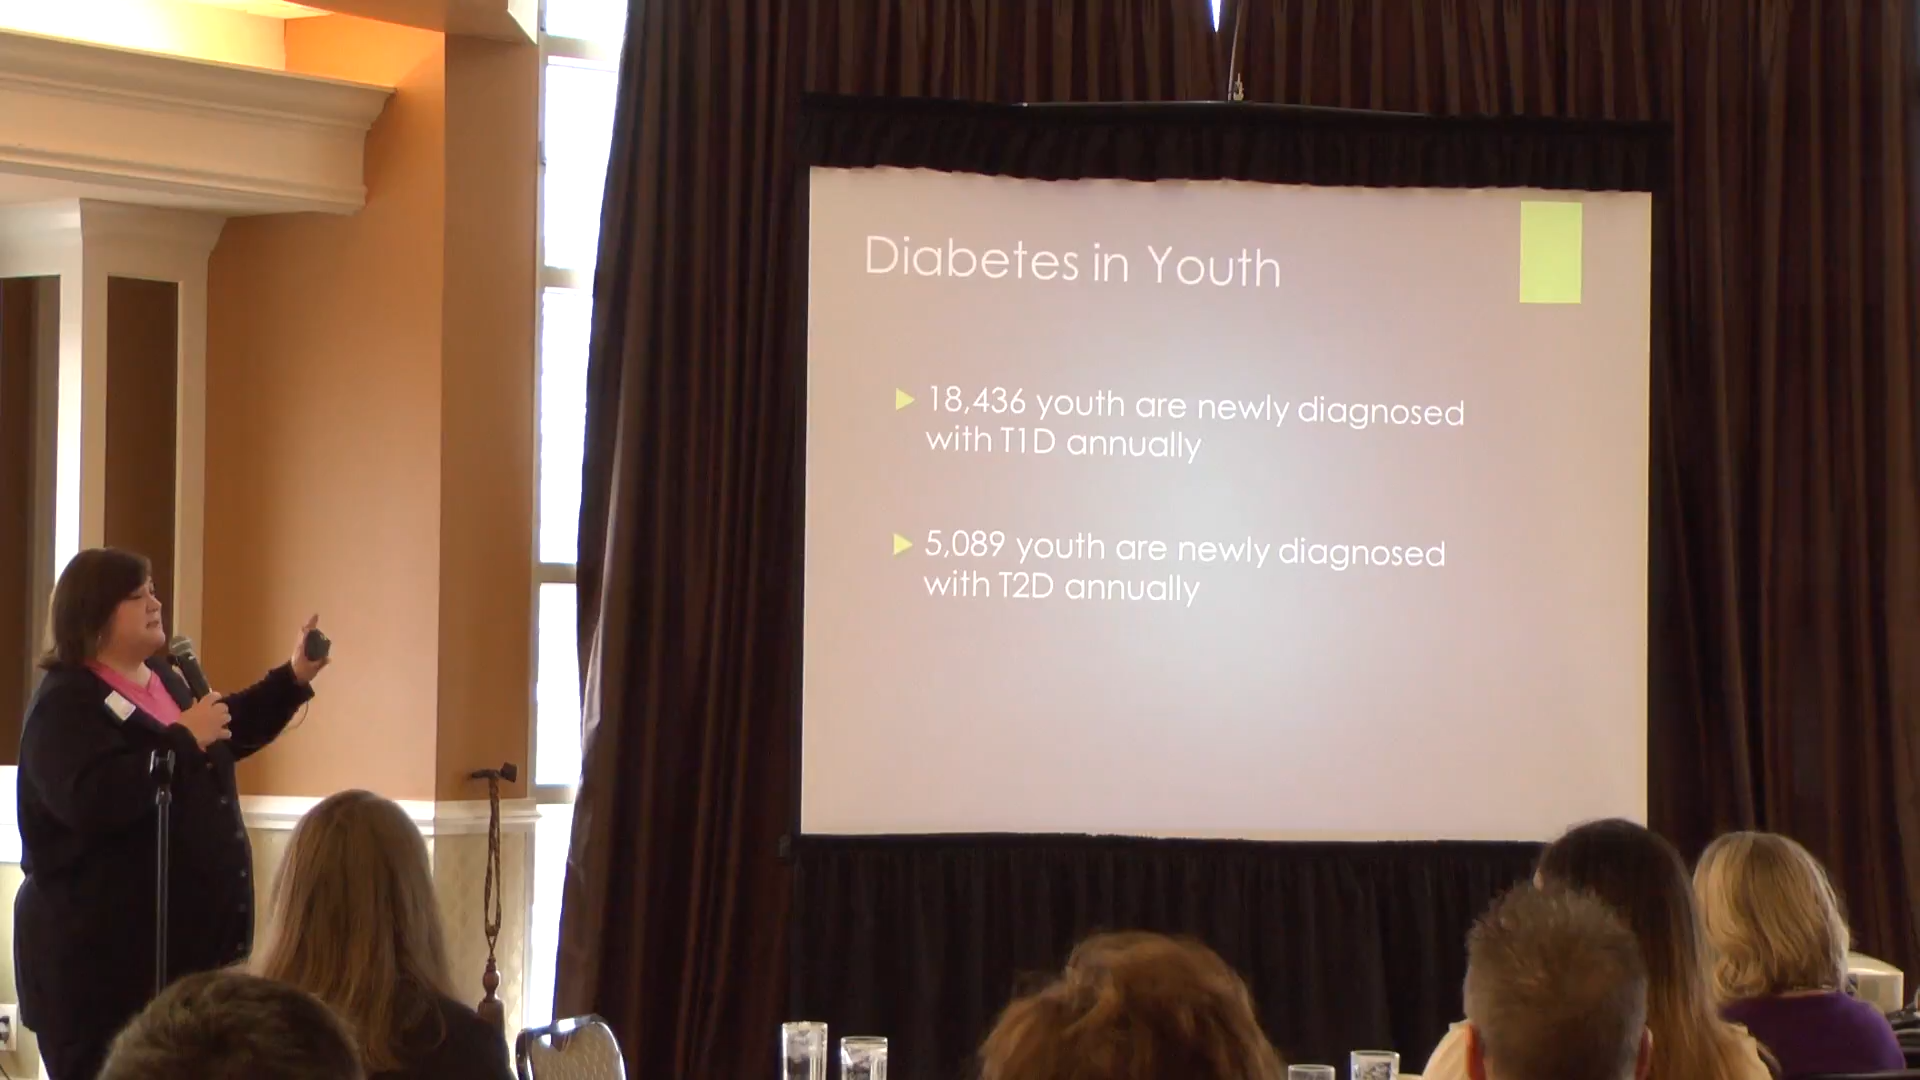 Diabetes in Youth
18,436 youth are newly diagnosed
with T1D annually
5,089 youth are newly diagnosed
with T2D annually